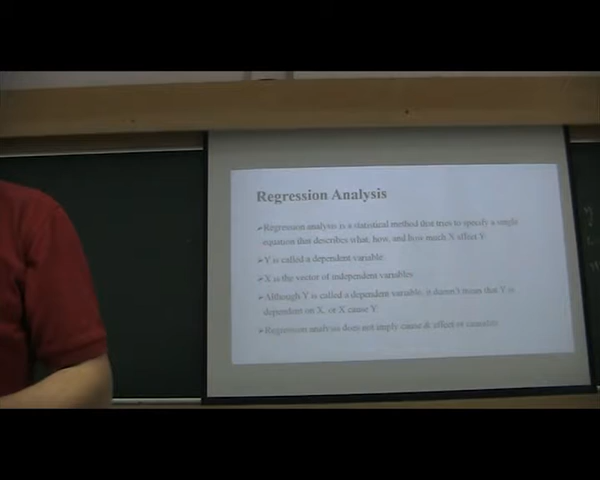 Regression Analysis
➢Regression analysis is a statistical method that tries to specify a single
equation that describes what, how, and how much X effect Y.
➢Y is called a dependent variable.
➢X is the vector of independent variables
➢Although Y is called a dependent variable, it doesn't mean that Y is
dependent on X, or X cause Y.
➢Regression analysis does not imply cause & effect or causality